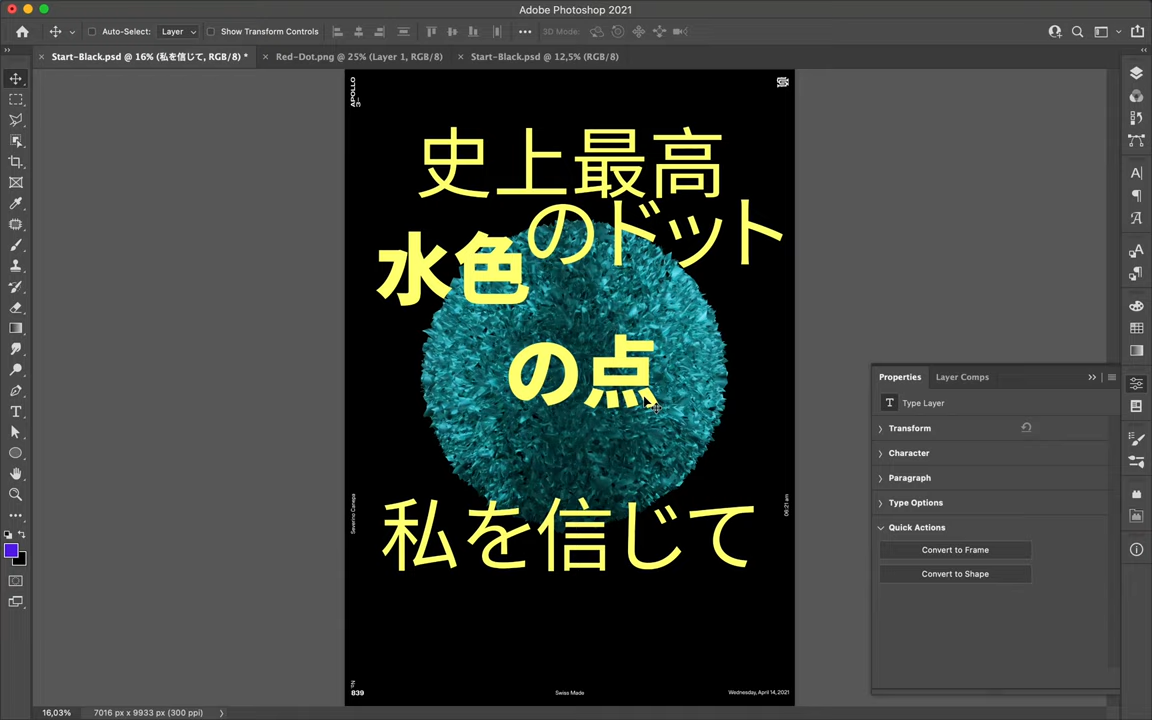 Adobe Photoshop 2021
Auto-Select: Layer Show Transform Controls 3D Mode:
Start-Black.psd @ 16% (私を信じて, RGB/8) * Red-Dot.png @ 25% (Layer 1, RGB/8) Start-Black.psd @ 12,5% (RGB/8)
APOLLO
史上最高
のドット
水色
の点
私を信じて
Severino Canepa
06:21 am
839
Swiss Made
Wednesday, April 14, 2021
Properties Layer Comps
Type Layer
Transform
Character
Paragraph
Type Options
Quick Actions
Convert to Frame
Convert to Shape
16,03% 7016 px x 9933 px (300 ppi)